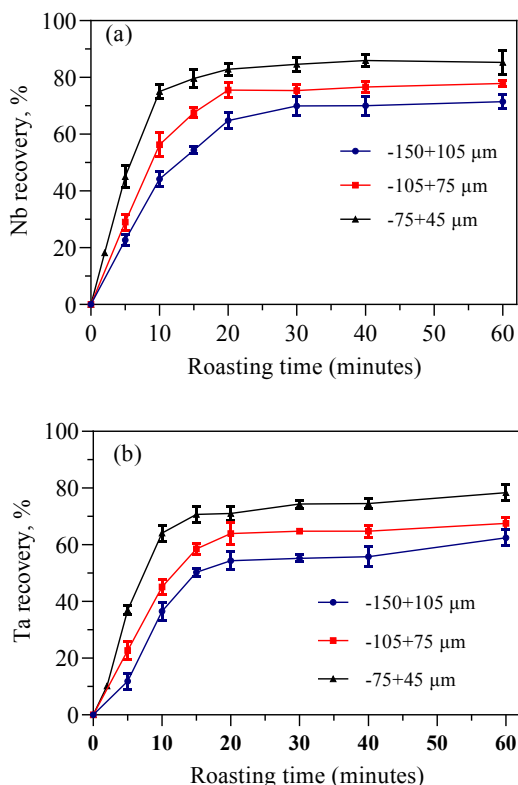 (a)
100
80
60
40
20
0
Nb recovery, %
-150+105 μm
-105+75 μm
-75+45 μm
0 10 20 30 40 50 60
Roasting time (minutes)
(b)
100
80
60
40
20
0
Ta recovery, %
-150+105 μm
-105+75 μm
-75+45 μm
0 10 20 30 40 50 60
Roasting time (minutes)